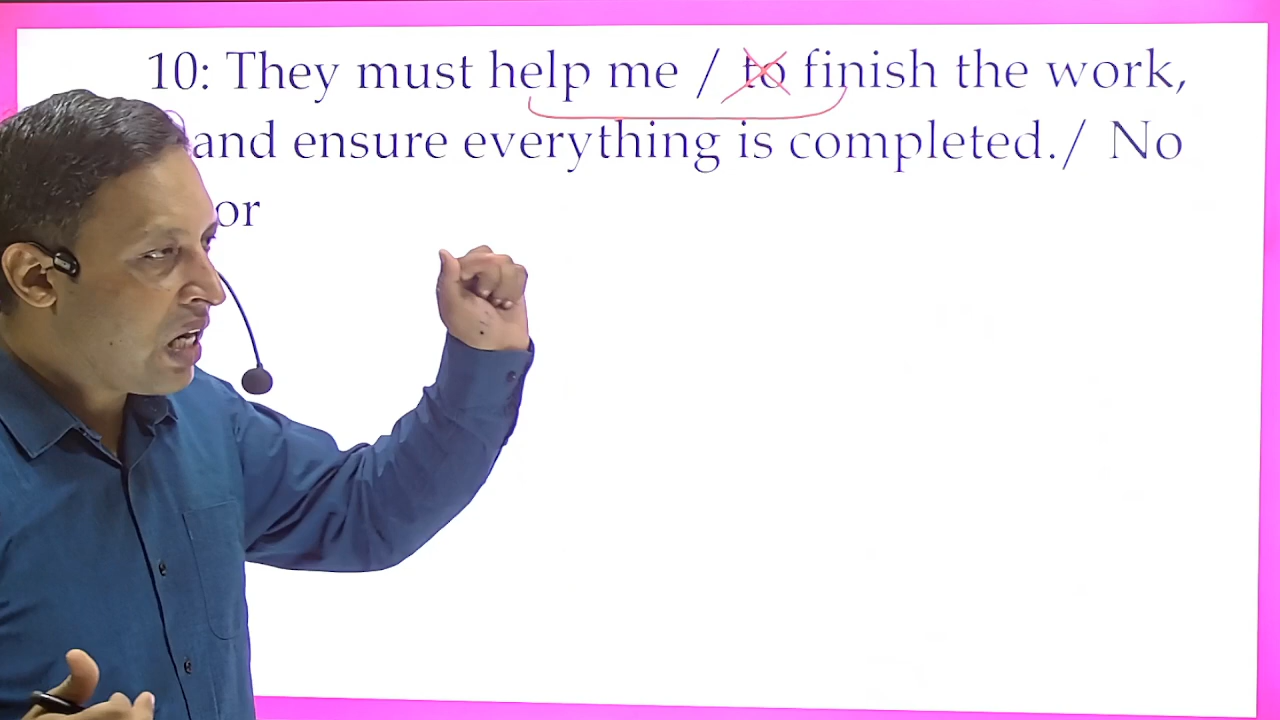 10: They must help me / to finish the work,
and ensure everything is completed./ No
or